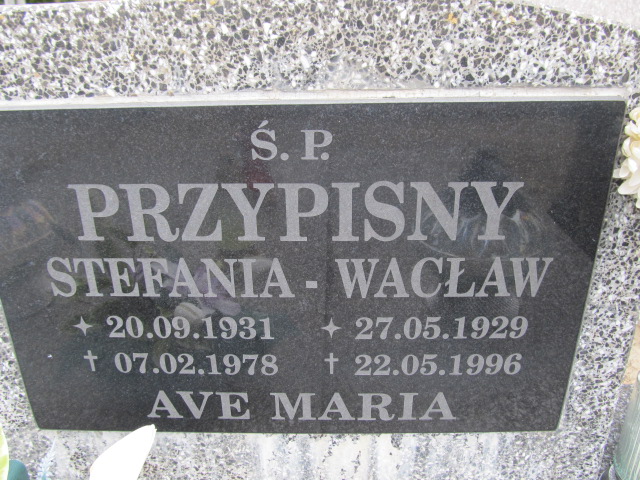 Ś. P.
PRZYPISNY
STEFANIA - WACŁAW
✦ 20.09.1931 ✦ 27.05.1929
† 07.02.1978 † 22.05.1996
AVE MARIA